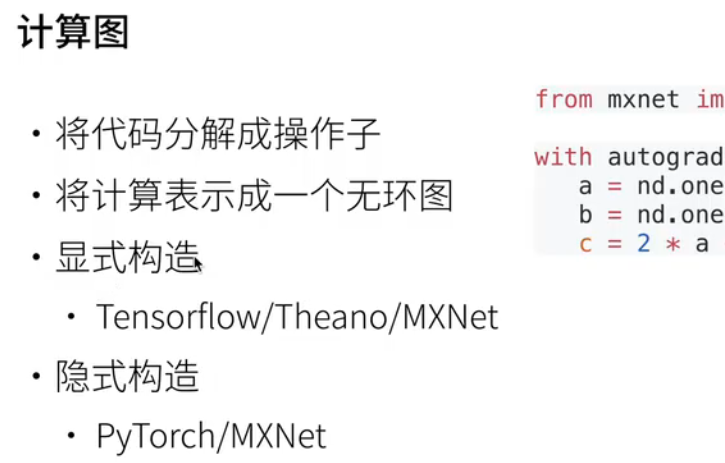 计算图
• 将代码分解成操作子
• 将计算表示成一个无环图
• 显式构造
• Tensorflow/Theano/MXNet
• 隐式构造
• PyTorch/MXNet
from mxnet im
with autograd
a = nd.one
b = nd.one
c = 2 * a